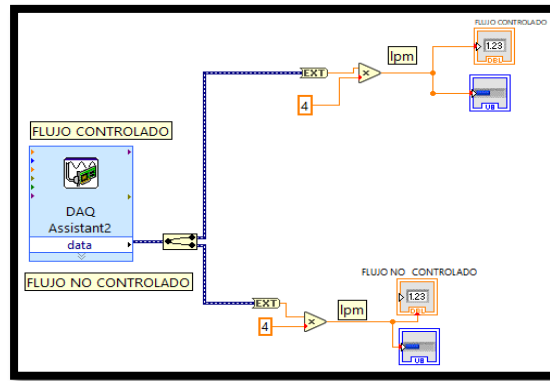 FLUJO CONTROLADO
1.23
DBL
lpm
EXT
4
U8
FLUJO CONTROLADO
DAQ
Assistant2
data
FLUJO NO CONTROLADO
FLUJO NO CONTROLADO
EXT
lpm
1.23
DBL
4
U8